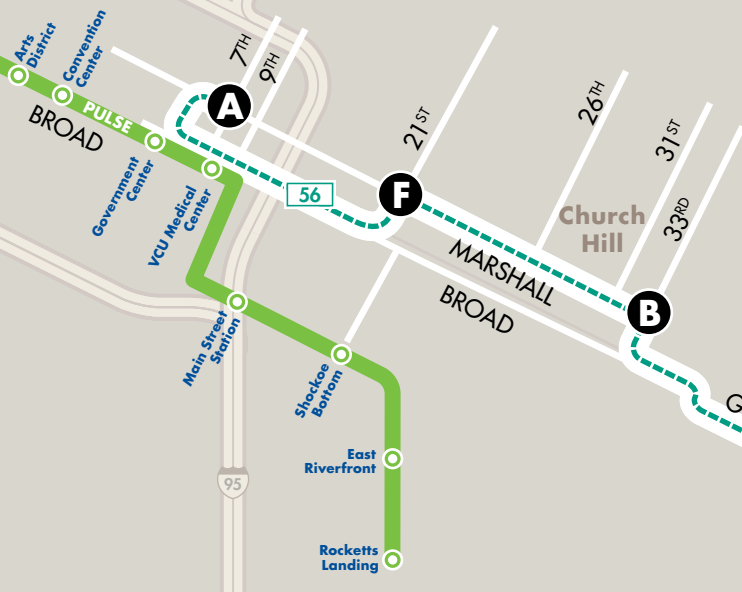 Arts
District
Convention
Center
7TH
9TH
A
PULSE
BROAD
Government
Center
VCU Medical
Center
56
21ST
F
26TH
31ST
33RD
Church
Hill
MARSHALL
BROAD
B
G
Main Street
Station
Shockoe
Bottom
East
Riverfront
95
Rocketts
Landing